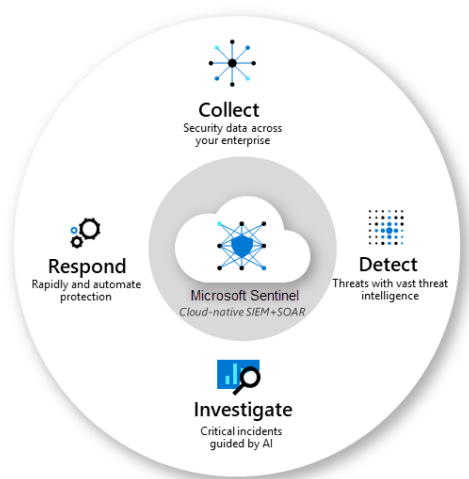 Collect
Security data across
your enterprise
Respond
Rapidly and automate
protection
Microsoft Sentinel
Cloud-native SIEM+SOAR
Detect
Threats with vast threat
intelligence
Investigate
Critical incidents
guided by AI